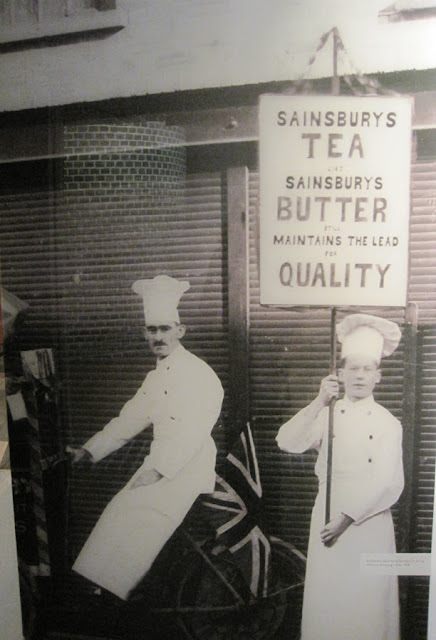 SAINSBURYS
TEA
AND
SAINSBURYS
BUTTER
STILL
MAINTAINS THE LEAD
FOR
QUALITY